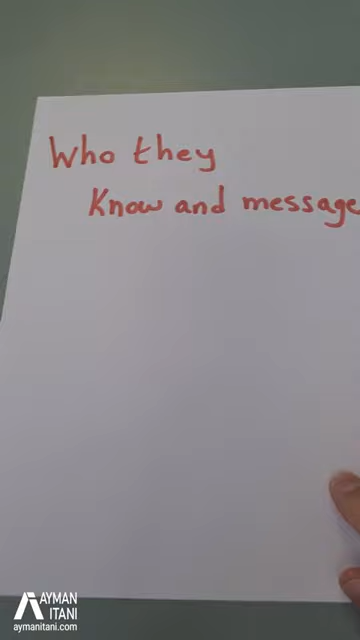 Who they
Know and message
AYMAN
ITANI
aymanitani.com